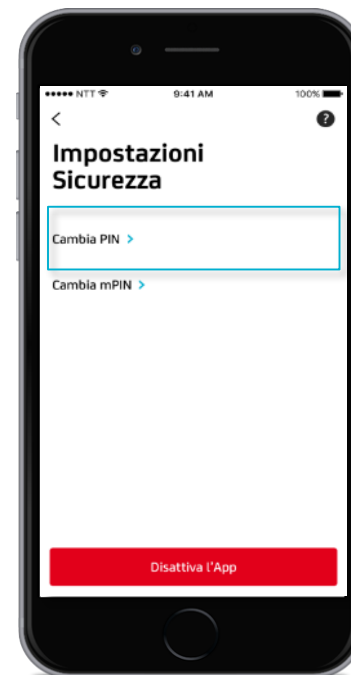 NTT 9:41 AM 100%
<
?
Impostazioni
Sicurezza
Cambia PIN >
Cambia mPIN >
Disattiva l'App